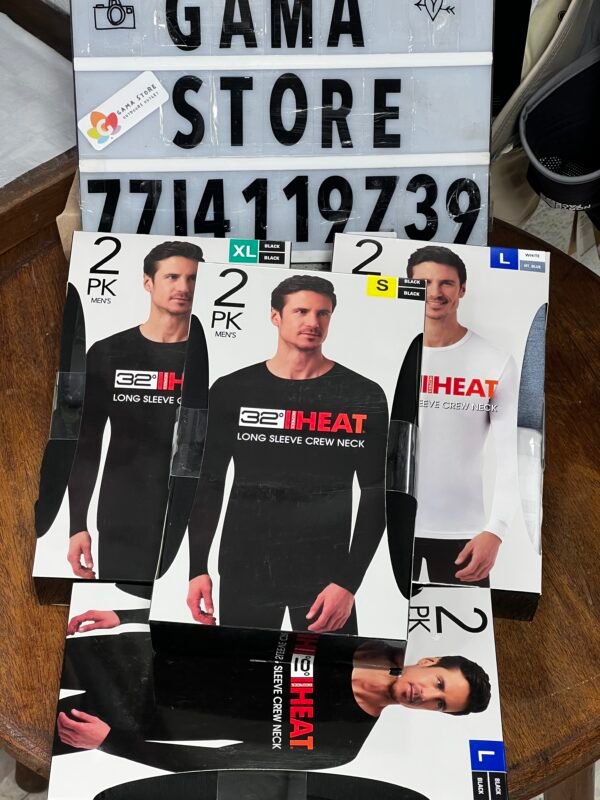 GAMA
STORE
GAMA STORE
7714119739
2
PK
MEN'S
XL
BLACK
BLACK
32° H
LONG SLEEVE C
2
PK
MEN'S
S
BLACK
BLACK
32° HEAT
LONG SLEEVE CREW NECK
2
L
WHITE
HEAT
EEVE CREW NECK
2
PK
HEAT
SLEEVE CREW NECK
L
BLACK
BLACK